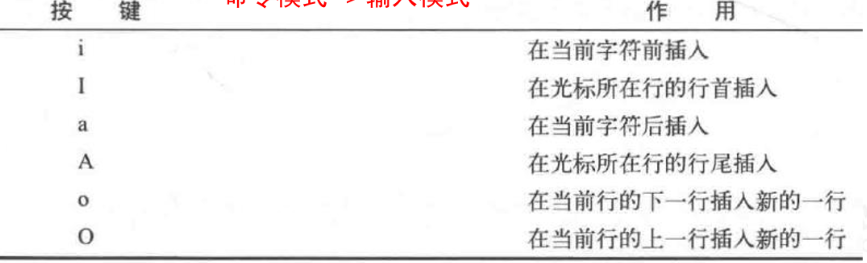 命令模式->输入模式
按 键 作 用
i 在当前字符前插入
I 在光标所在行的行首插入
a 在当前字符后插入
A 在光标所在行的行尾插入
o 在当前行的下一行插入新的一行
O 在当前行的上一行插入新的一行